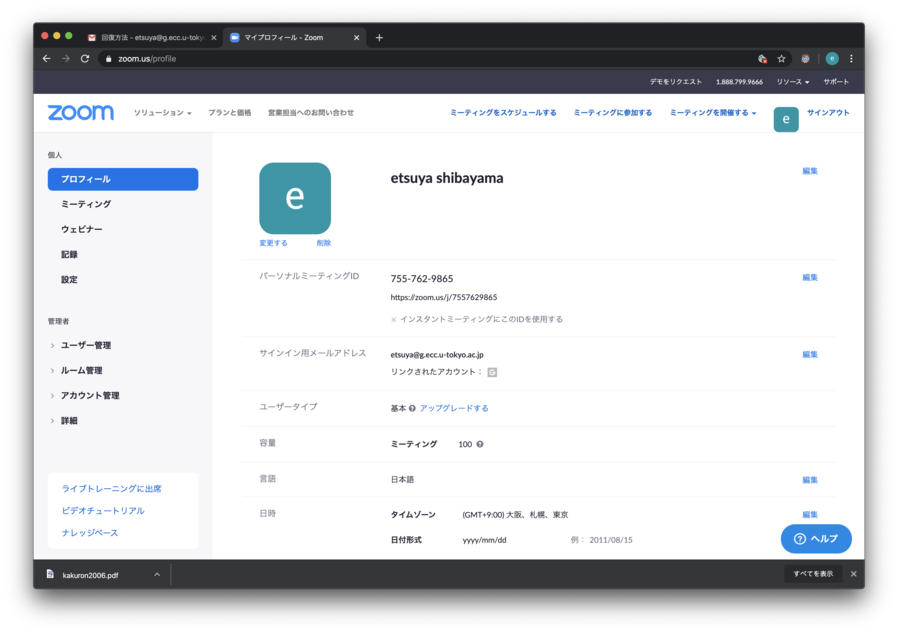 回復方法 - etsuya@g.ecc.u-toky
マイプロフィール - Zoom
zoom.us/profile
e
デモをリクエスト 1.888.799.9666 リソース サポート
zoom ソリューション プランと価格 営業担当へのお問い合わせ ミーティングをスケジュールする ミーティングに参加する ミーティングを開催する e サインアウト
個人
プロフィール
ミーティング
ウェビナー
記録
設定
管理者
ユーザー管理
ルーム管理
アカウント管理
詳細
ライブトレーニングに出席
ビデオチュートリアル
ナレッジベース
e
変更する 削除
etsuya shibayama 編集
パーソナルミーティングID 755-762-9865 編集
https://zoom.us/j/7557629865
× インスタントミーティングにこのIDを使用する
サインイン用メールアドレス etsuya@g.ecc.u-tokyo.ac.jp 編集
リンクされたアカウント： G
ユーザータイプ 基本 アップグレードする
容量 ミーティング 100
言語 日本語 編集
日時 タイムゾーン (GMT+9:00) 大阪、札幌、東京 編集
日付形式 yyyy/mm/dd 例： 2011/08/15
ヘルプ
kakuron2006.pdf すべてを表示